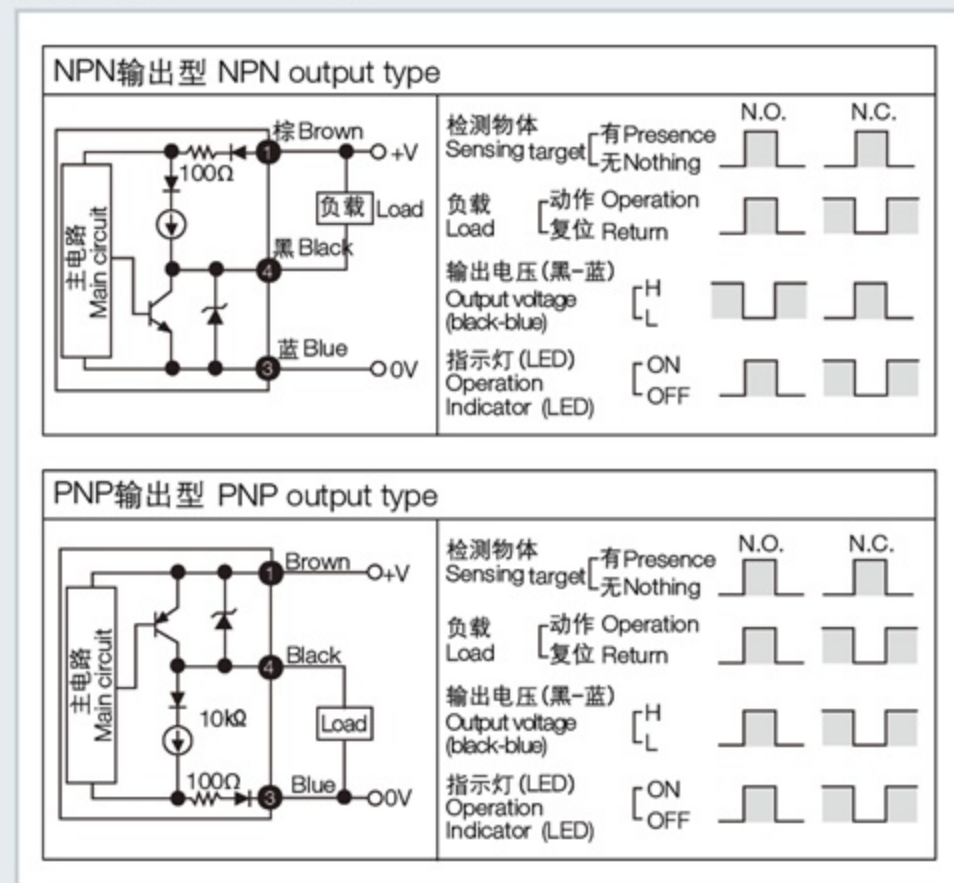 NPN输出型 NPN output type
棕 Brown
1
+V
100Ω
负载 Load
黑 Black
4
主电路
Main circuit
蓝 Blue
3
0V
N.O. N.C.
检测物体
Sensing target
有 Presence
无 Nothing
负载
Load
动作 Operation
复位 Return
输出电压(黑-蓝)
Output voltage
(black-blue)
H
L
指示灯 (LED)
Operation
Indicator (LED)
ON
OFF
PNP输出型 PNP output type
Brown
1
+V
Black
4
主电路
Main circuit
10kΩ
Load
100Ω
Blue
3
0V
N.O. N.C.
检测物体
Sensing target
有 Presence
无 Nothing
负载
Load
动作 Operation
复位 Return
输出电压(黑-蓝)
Output voltage
(black-blue)
H
L
指示灯 (LED)
Operation
Indicator (LED)
ON
OFF